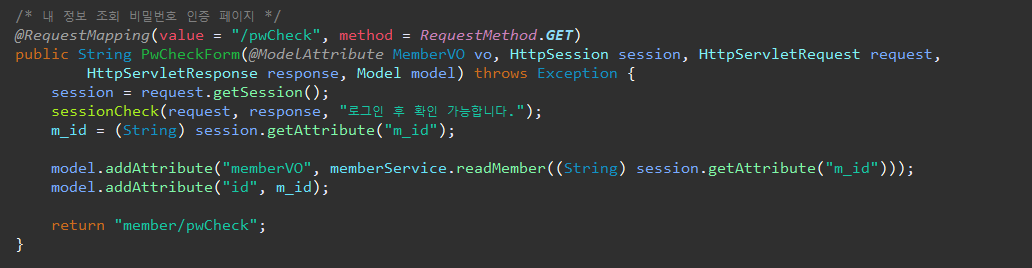 /* 내 정보 조회 비밀번호 인증 페이지 */
@RequestMapping(value = "/pwCheck", method = RequestMethod.GET)
public String PwCheckForm(@ModelAttribute MemberVO vo, HttpSession session, HttpServletRequest request,
HttpServletResponse response, Model model) throws Exception {
session = request.getSession();
sessionCheck(request, response, "로그인 후 확인 가능합니다.");
m_id = (String) session.getAttribute("m_id");
model.addAttribute("memberVO", memberService.readMember((String) session.getAttribute("m_id")));
model.addAttribute("id", m_id);
return "member/pwCheck";
}